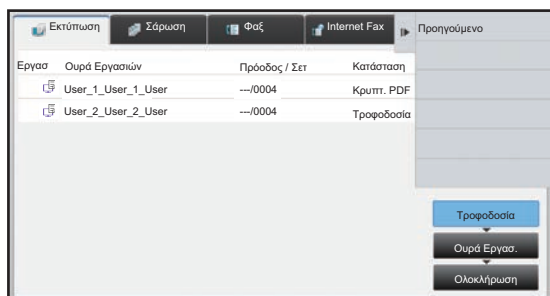 Εκτύπωση Σάρωση Φαξ Internet Fax Προηγούμενο
Εργασ Ουρά Εργασιών Πρόοδος / Σετ Κατάσταση
User_1_User_1_User ---/0004 Κρυπτ. PDF
User_2_User_2_User ---/0004 Τροφοδοσία
Τροφοδοσία
Ουρά Εργασ.
Ολοκλήρωση